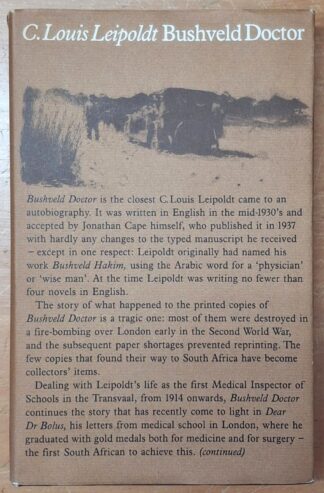 C. Louis Leipoldt Bushveld Doctor
Bushveld Doctor is the closest C. Louis Leipoldt came to an
autobiography. It was written in English in the mid-1930's and
accepted by Jonathan Cape himself, who published it in 1937
with hardly any changes to the typed manuscript he received
– except in one respect: Leipoldt originally had named his
work Bushveld Hakim, using the Arabic word for a 'physician'
or 'wise man'. At the time Leipoldt was writing no fewer than
four novels in English.
The story of what happened to the printed copies of
Bushveld Doctor is a tragic one: most of them were destroyed in
a fire-bombing over London early in the Second World War,
and the subsequent paper shortages prevented reprinting. The
few copies that found their way to South Africa have become
collectors' items.
Dealing with Leipoldt's life as the first Medical Inspector of
Schools in the Transvaal, from 1914 onwards, Bushveld Doctor
continues the story that has recently come to light in Dear
Dr Bolus, his letters from medical school in London, where he
graduated with gold medals both for medicine and for surgery –
the first South African to achieve this. (continued)